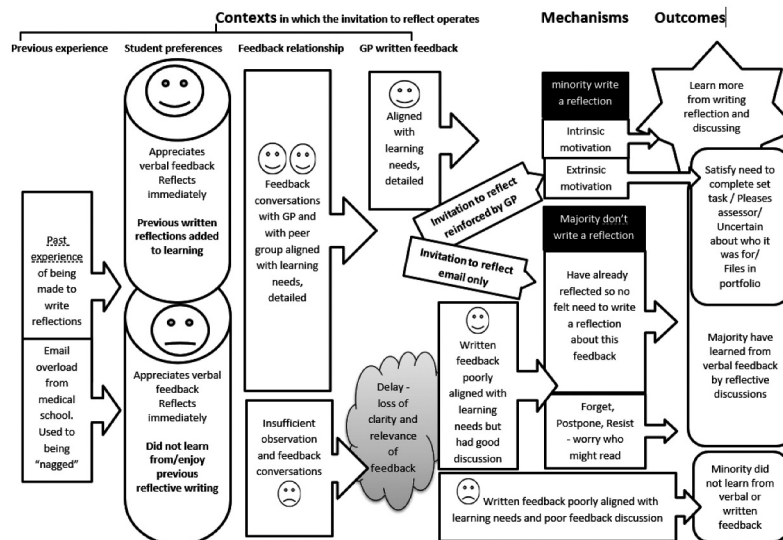 Contexts in which the invitation to reflect operates
Mechanisms
Outcomes
Previous experience
Student preferences
Feedback relationship
GP written feedback
Past
experience
of being
made to
write
reflections
Email
overload
from
medical
school.
Used to
being
"nagged"
Appreciates
verbal feedback
Reflects
immediately
Previous written
reflections added
to learning
Appreciates verbal
feedback
Reflects
immediately
Did not learn
from/enjoy
previous
reflective writing
Feedback
conversations
with GP and
with peer
group aligned
with learning
needs,
detailed
Insufficient
observation
and feedback
conversations
Aligned
with
learning
needs,
detailed
Delay -
loss of
clarity and
relevance
of
feedback
Invitation to reflect
reinforced by GP
Invitation to reflect
email only
Written
feedback
poorly
aligned with
learning
needs but
had good
discussion
Written feedback poorly aligned with
learning needs and poor feedback discussion
minority write
a reflection
Intrinsic
motivation
Extrinsic
motivation
Majority don't
write a reflection
Have already
reflected so no
felt need to write
a reflection
about this
feedback
Forget,
Postpone, Resist
- worry who
might read
Learn more
from writing
reflection and
discussing
Satisfy need to
complete set
task / Pleases
assessor/
Uncertain
about who it
was for/
Files in
portfolio
Majority have
learned from
verbal feedback
by reflective
discussions
Minority did
not learn from
verbal or
written
feedback